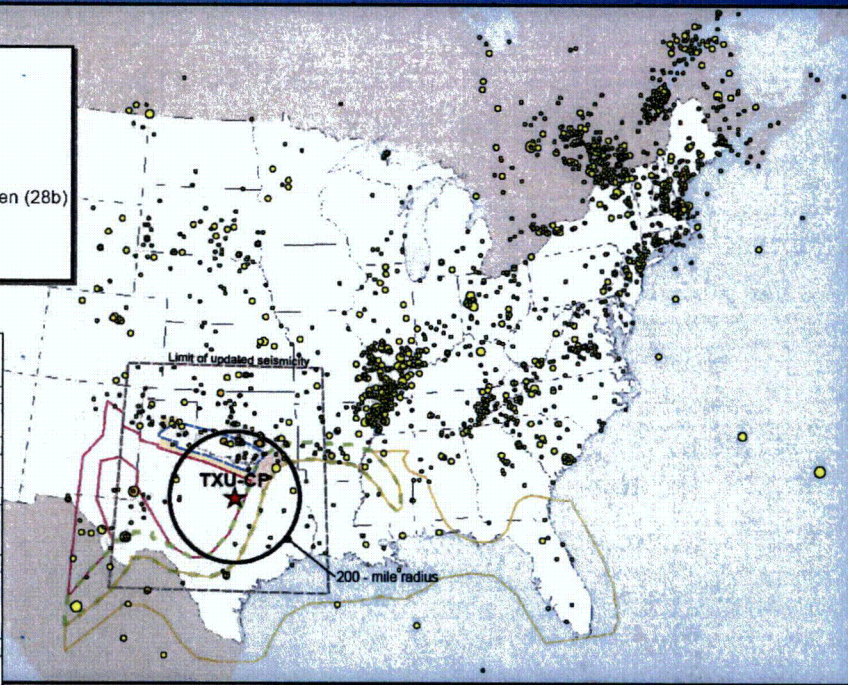 en (28b)
Limit of updated seismicity
TXU-CP
200 - mile radius